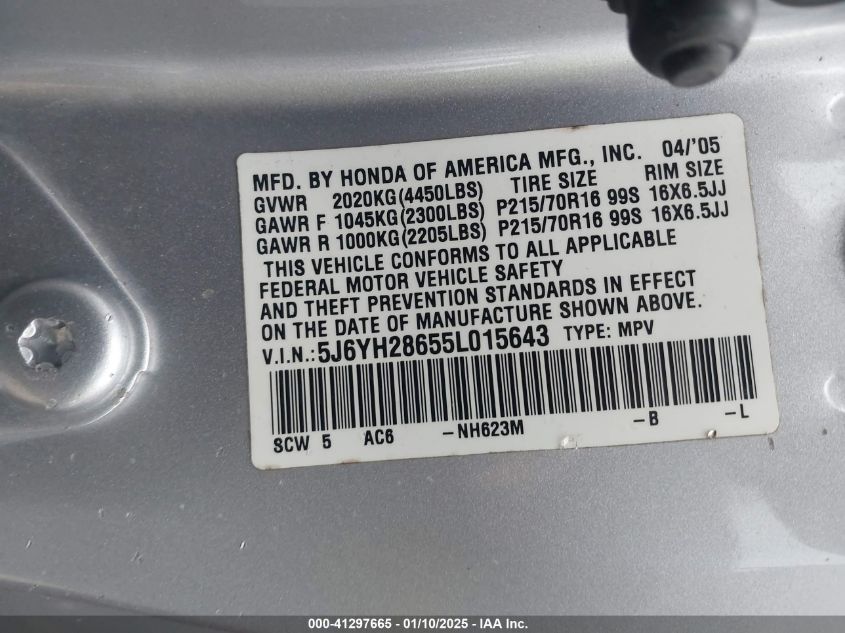 MFD. BY HONDA OF AMERICA MFG., INC. 04/'05
GVWR 2020KG(4450LBS) TIRE SIZE RIM SIZE
GAWR F 1045KG(2300LBS) P215/70R16 99S 16X6.5JJ
GAWR R 1000KG(2205LBS) P215/70R16 99S 16X6.5JJ
THIS VEHICLE CONFORMS TO ALL APPLICABLE
FEDERAL MOTOR VEHICLE SAFETY
AND THEFT PREVENTION STANDARDS IN EFFECT
ON THE DATE OF MANUFACTURE SHOWN ABOVE.
V.I.N.:5J6YH28655L015643 TYPE: MPV
SCW 5 AC6 -NH623M -B -L
000-41297665 - 01/10/2025 - IAA Inc.